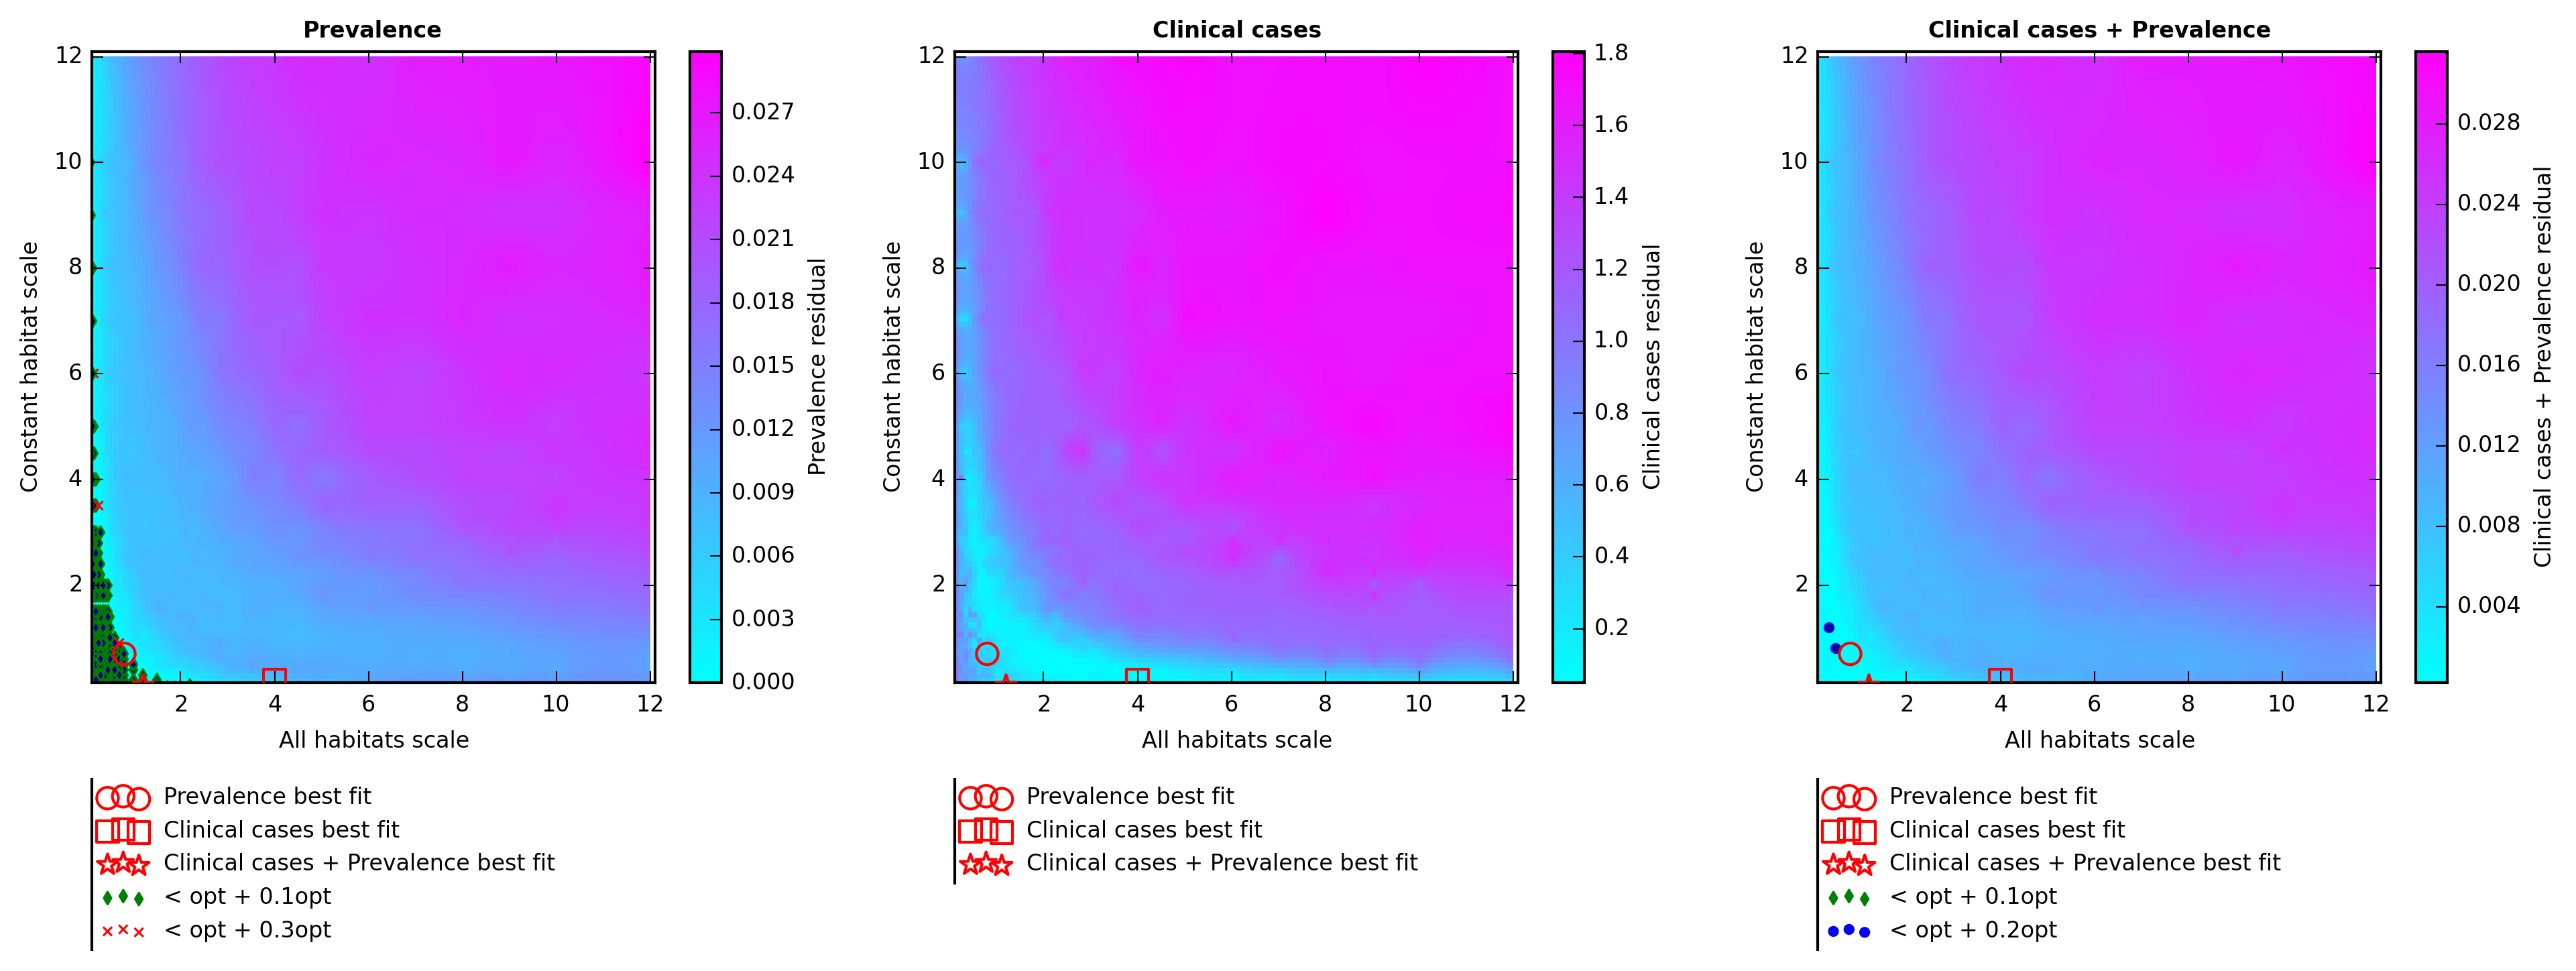 Prevalence
12
10
8
6
4
2
2 4 6 8 10 12
Constant habitat scale
All habitats scale
0.027
0.024
0.021
0.018
0.015
0.012
0.009
0.006
0.003
0.000
Prevalence residual
Prevalence best fit
Clinical cases best fit
Clinical cases + Prevalence best fit
< opt + 0.1opt
< opt + 0.3opt
Clinical cases
12
10
8
6
4
2
2 4 6 8 10 12
Constant habitat scale
All habitats scale
1.8
1.6
1.4
1.2
1.0
0.8
0.6
0.4
0.2
Clinical cases residual
Prevalence best fit
Clinical cases best fit
Clinical cases + Prevalence best fit
Clinical cases + Prevalence
12
10
8
6
4
2
2 4 6 8 10 12
Constant habitat scale
All habitats scale
0.028
0.024
0.020
0.016
0.012
0.008
0.004
Clinical cases + Prevalence residual
Prevalence best fit
Clinical cases best fit
Clinical cases + Prevalence best fit
< opt + 0.1opt
< opt + 0.2opt